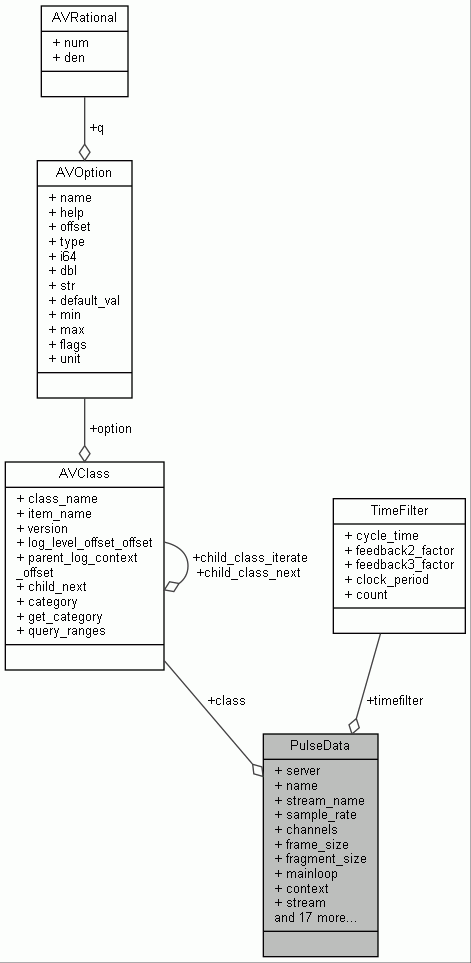 AVRational
+ num
+ den
+q
AVOption
+ name
+ help
+ offset
+ type
+ i64
+ dbl
+ str
+ default_val
+ min
+ max
+ flags
+ unit
+option
AVClass
+ class_name
+ item_name
+ version
+ log_level_offset_offset
+ parent_log_context
_offset
+ child_next
+ category
+ get_category
+ query_ranges
+child_class_iterate
+child_class_next
TimeFilter
+ cycle_time
+ feedback2_factor
+ feedback3_factor
+ clock_period
+ count
+class
+timefilter
PulseData
+ server
+ name
+ stream_name
+ sample_rate
+ channels
+ frame_size
+ fragment_size
+ mainloop
+ context
+ stream
and 17 more...